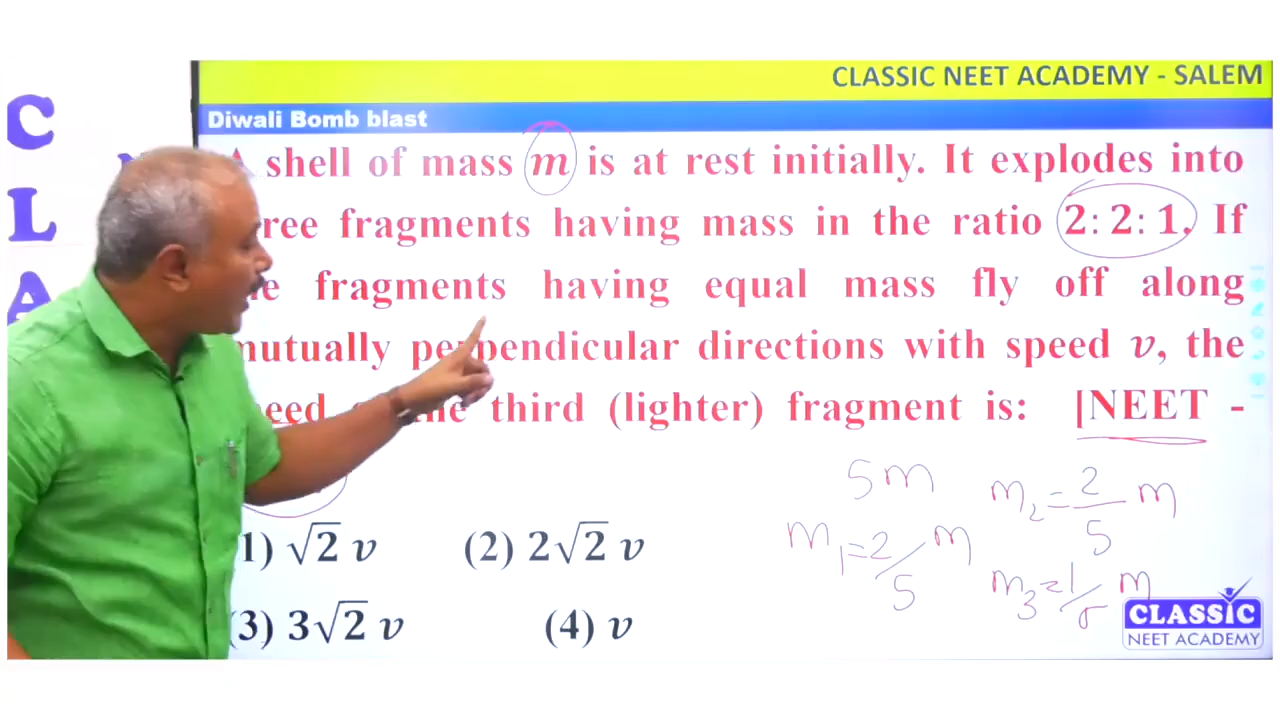 CLASSIC NEET ACADEMY - SALEM
C
L
A
Diwali Bomb blast
A shell of mass m is at rest initially. It explodes into
fragments having mass in the ratio 2: 2: 1. If
fragments having equal mass fly off along
mutually perpendicular directions with speed v, the
third (lighter) fragment is: [NEET -
(1) √2 v (2) 2√2 v
(3) 3√2 v (4) v
5m
m₁=2/5 m
m₂=2/5 m
m₃=1/5 m
CLASSIC
NEET ACADEMY